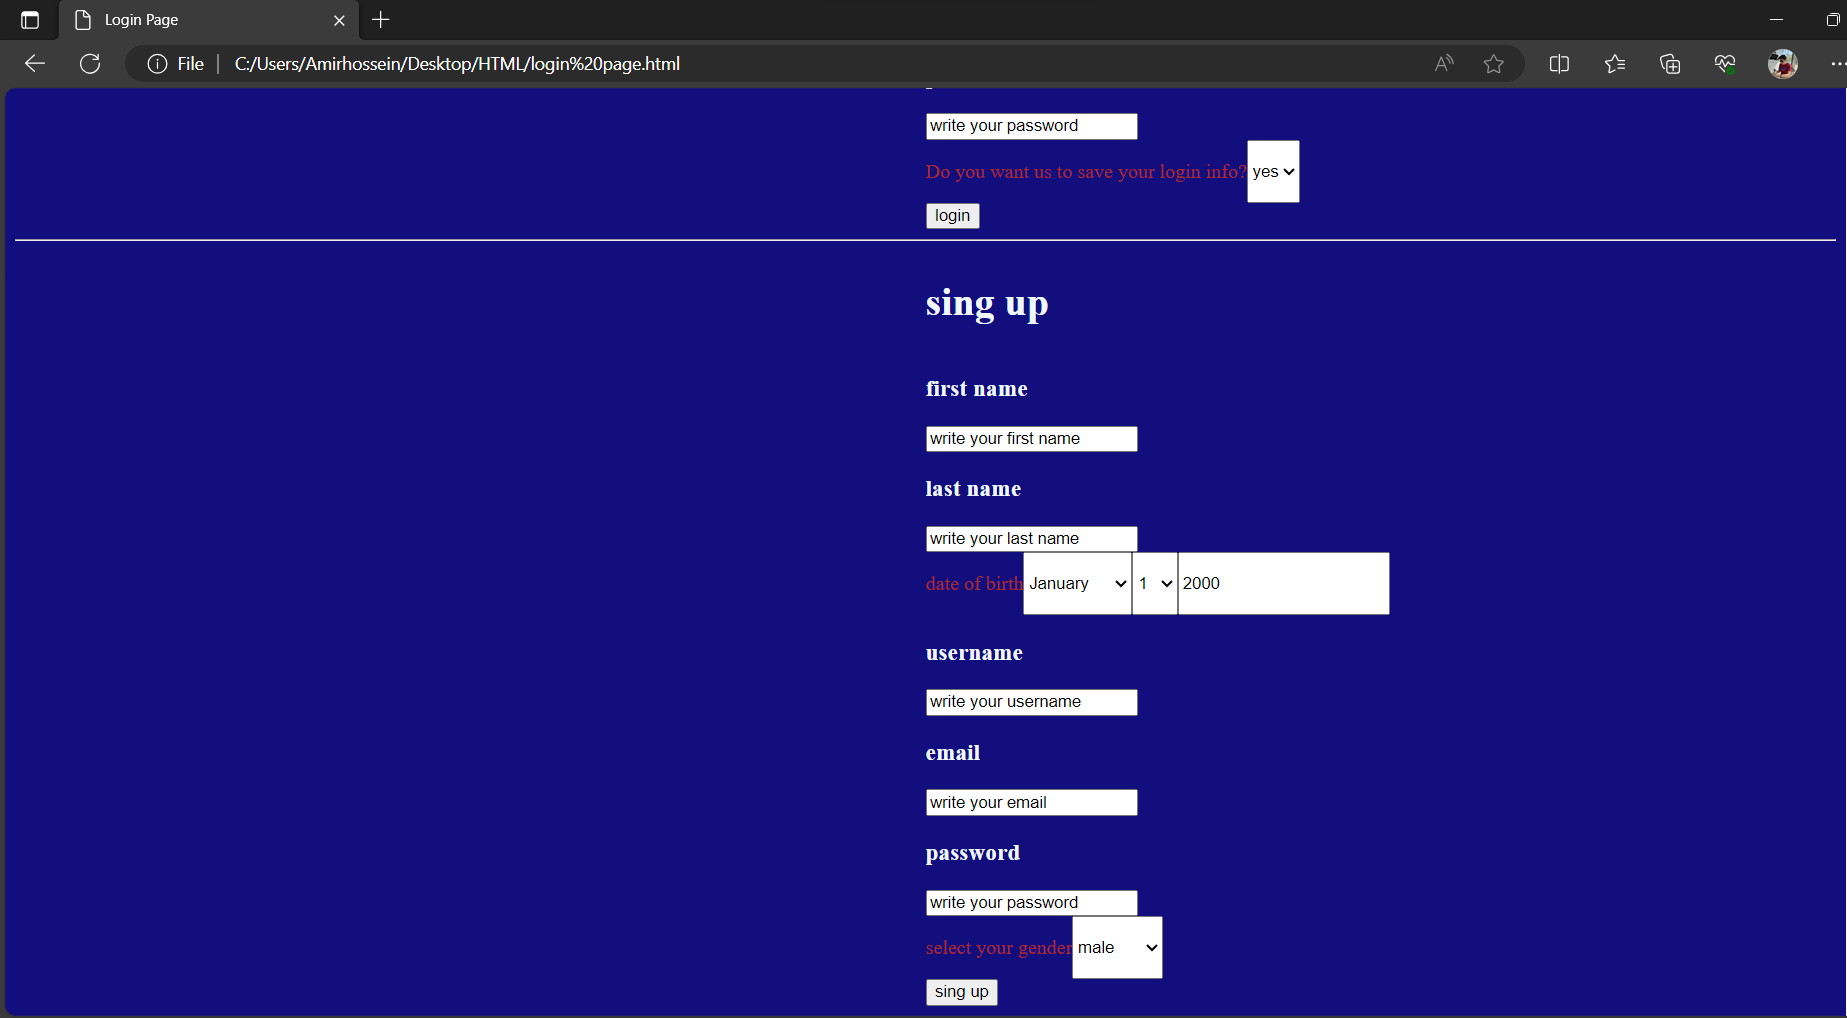 Login Page
File C:/Users/Amirhossein/Desktop/HTML/login%20page.html
write your password
Do you want us to save your login info? yes
login
sing up
first name
write your first name
last name
write your last name
date of birth January 1 2000
username
write your username
email
write your email
password
write your password
select your gender male
sing up